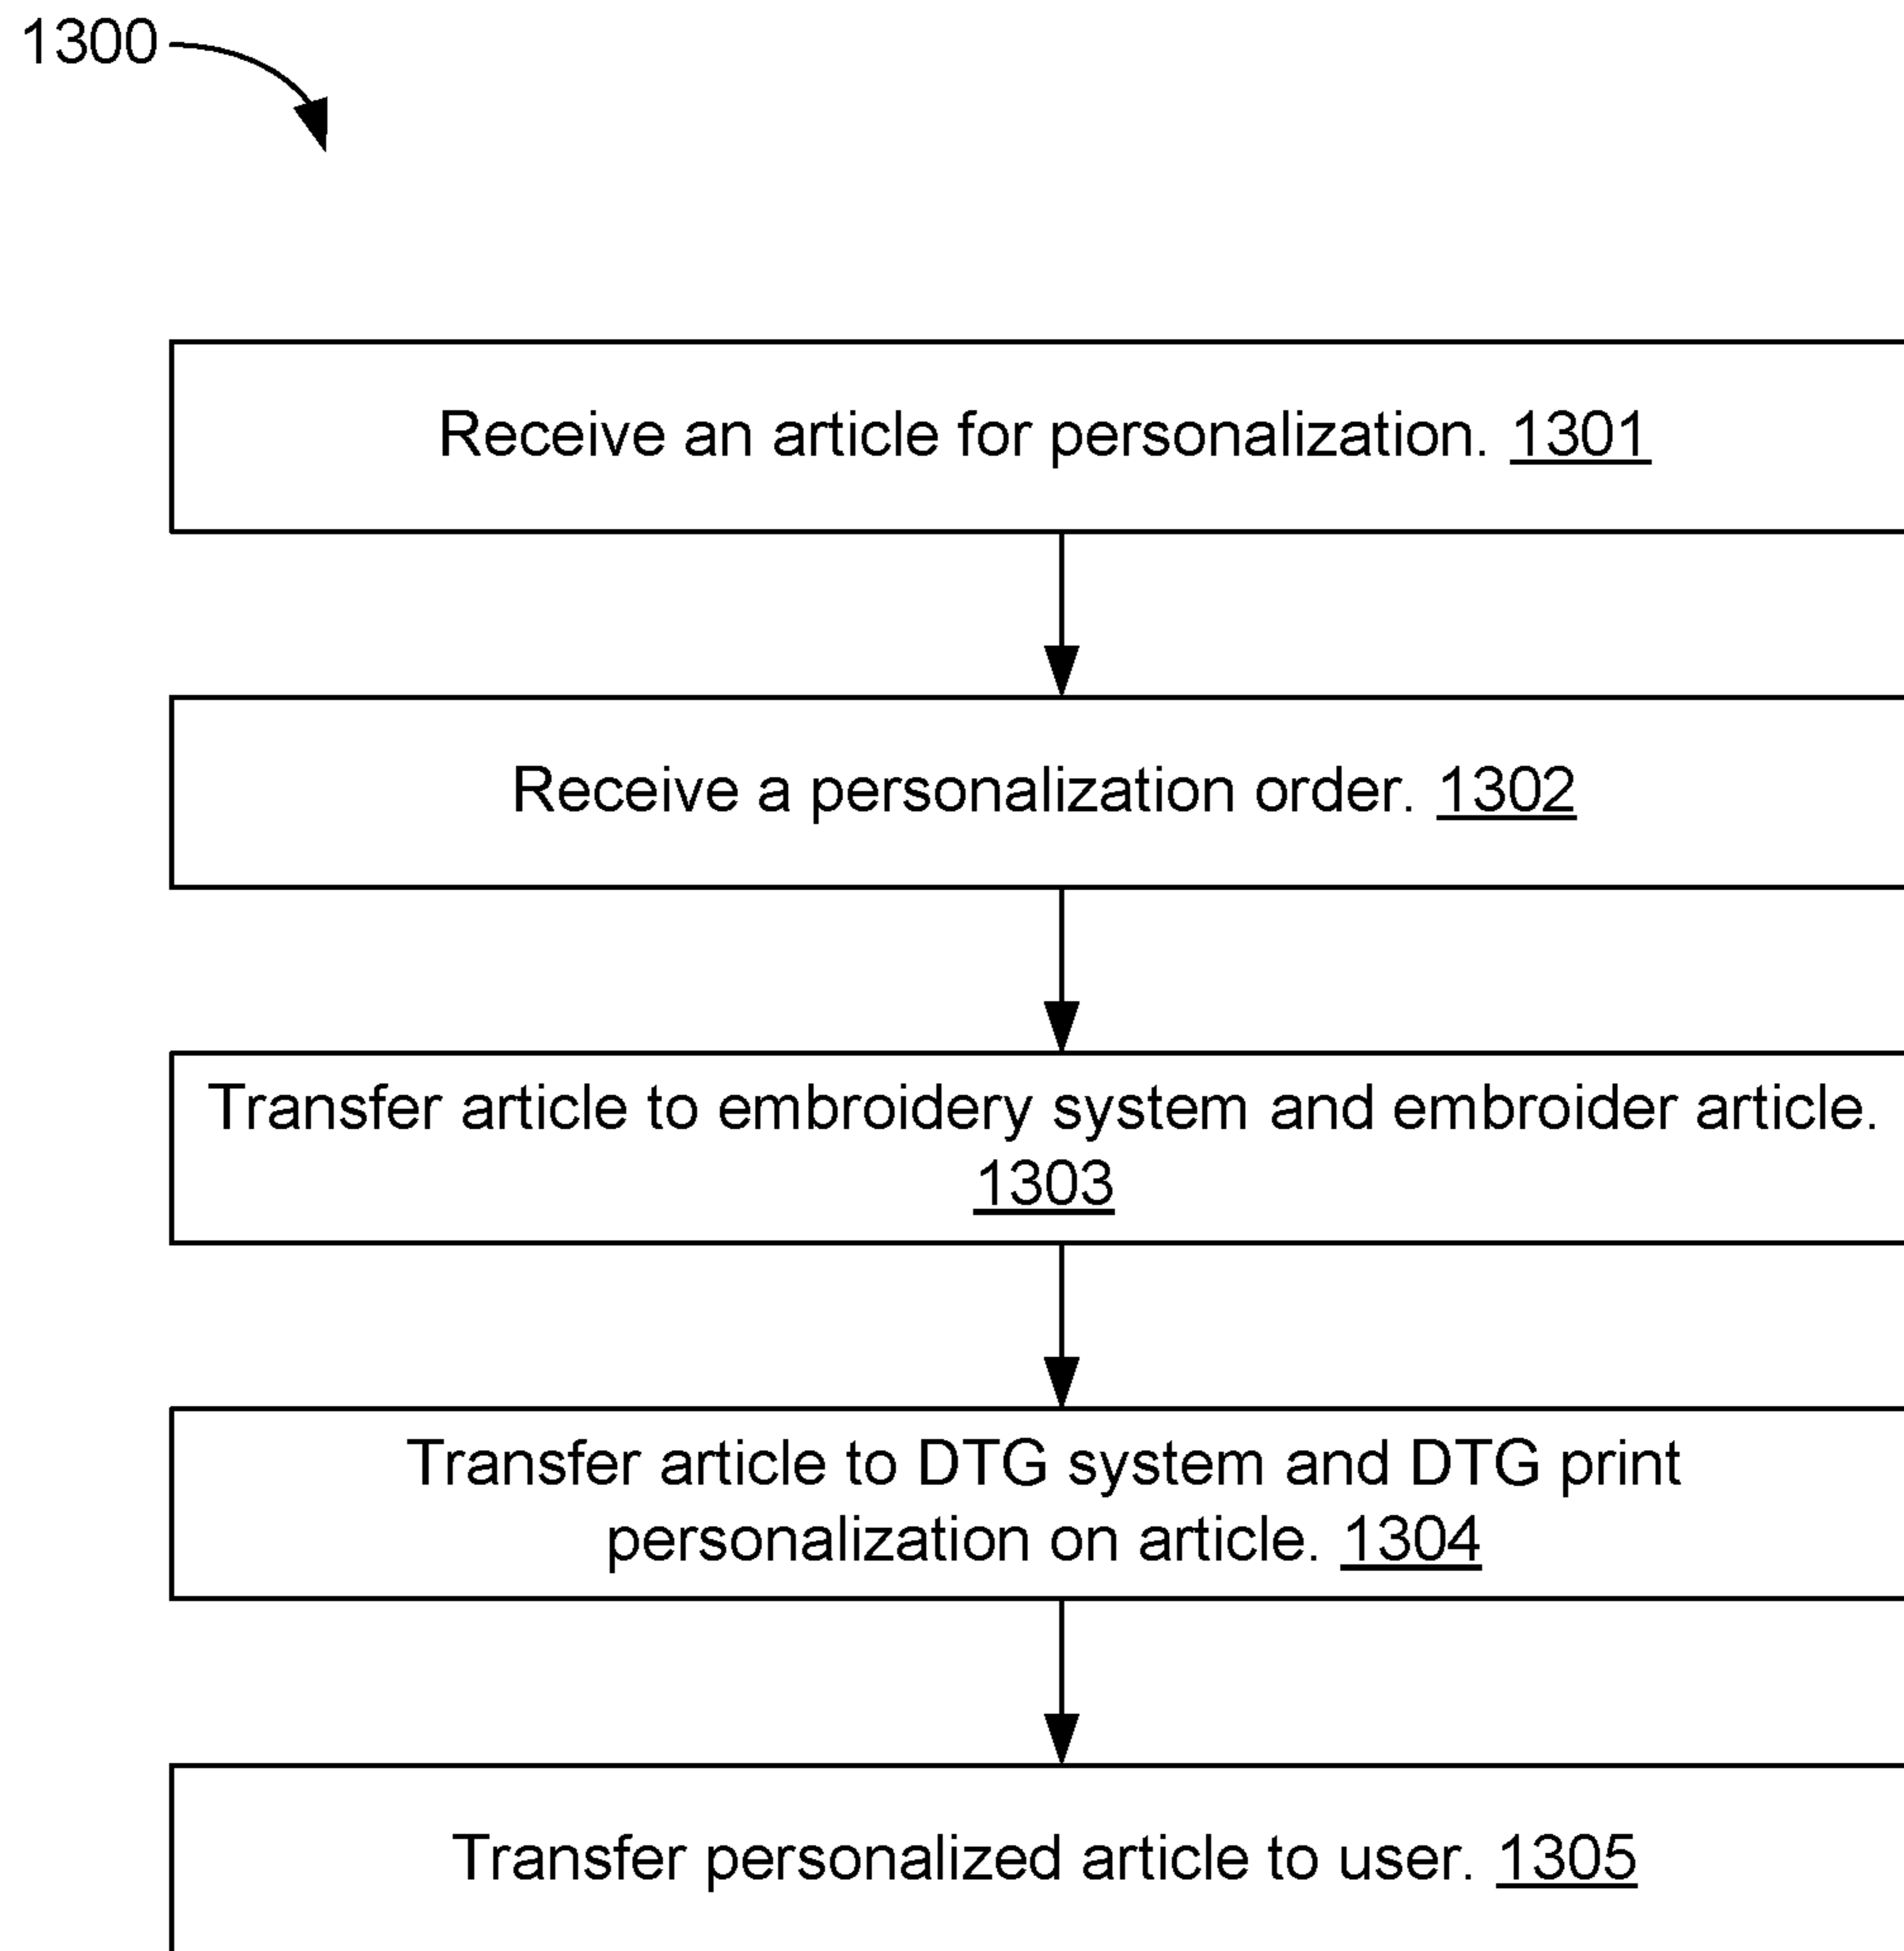 1300
Receive an article for personalization. 1301
Receive a personalization order. 1302
Transfer article to embroidery system and embroider article.
1303
Transfer article to DTG system and DTG print
personalization on article. 1304
Transfer personalized article to user. 1305